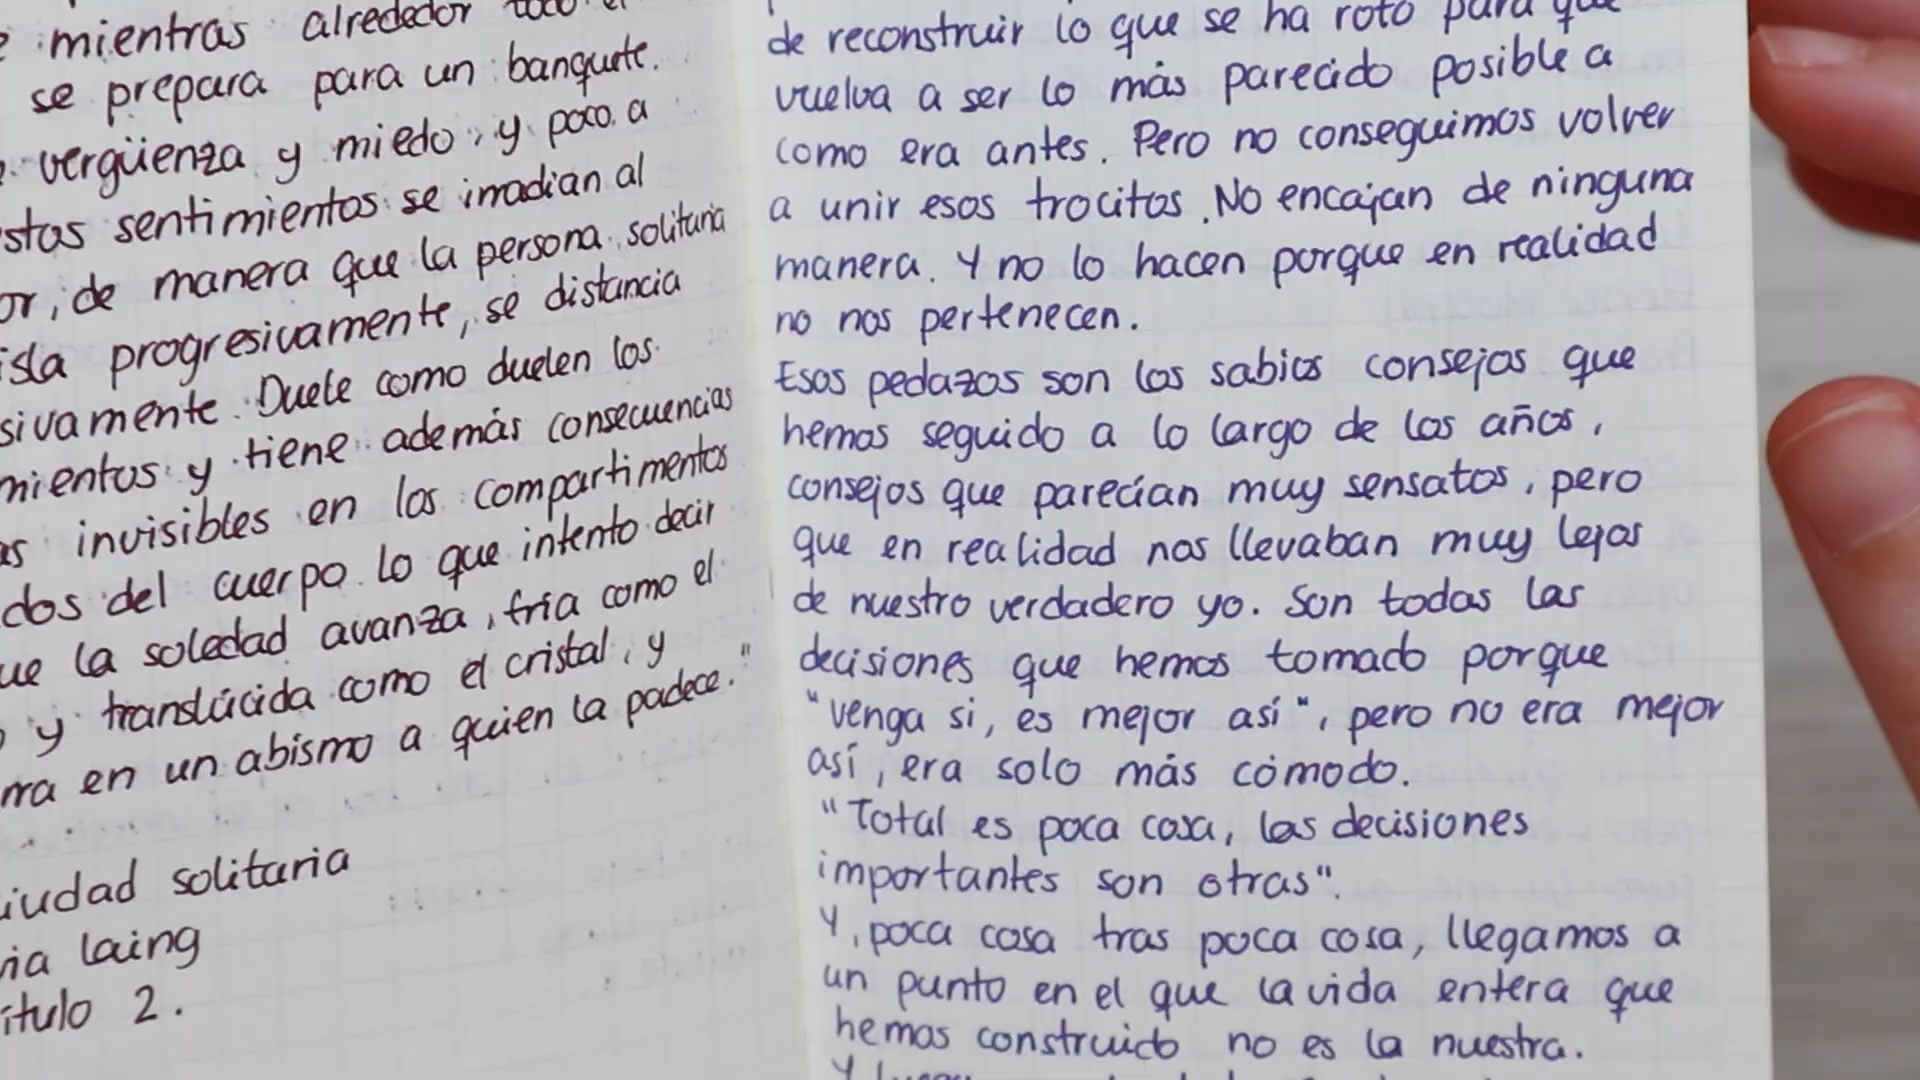 mientras alrededor todo el
se prepara para un banquete.
vergüenza y miedo, y poco a
stos sentimientos se irradian al
or, de manera que la persona solitaria
isla progresivamente, se distancia
sivamente. Duele como duelen los
mientos y tiene además consecuencias
as invisibles en los compartimentos
dos del cuerpo. Lo que intento decir
ue la soledad avanza, fría como el
y translúcida como el cristal, y
rra en un abismo a quien la padece."
iudad solitaria
via laing
ítulo 2.
de reconstruir lo que se ha roto para que
vuelva a ser lo más parecido posible a
como era antes. Pero no conseguimos volver
a unir esos trocitos. No encajan de ninguna
manera. Y no lo hacen porque en realidad
no nos pertenecen.
Esos pedazos son los sabios consejos que
hemos seguido a lo largo de los años,
consejos que parecían muy sensatos, pero
que en realidad nos llevaban muy lejos
de nuestro verdadero yo. Son todas las
decisiones que hemos tomado porque
"venga si, es mejor así", pero no era mejor
así, era solo más cómodo.
"Total es poca cosa, las decisiones
importantes son otras".
Y, poca cosa tras poca cosa, llegamos a
un punto en el que la vida entera que
hemos construido no es la nuestra.